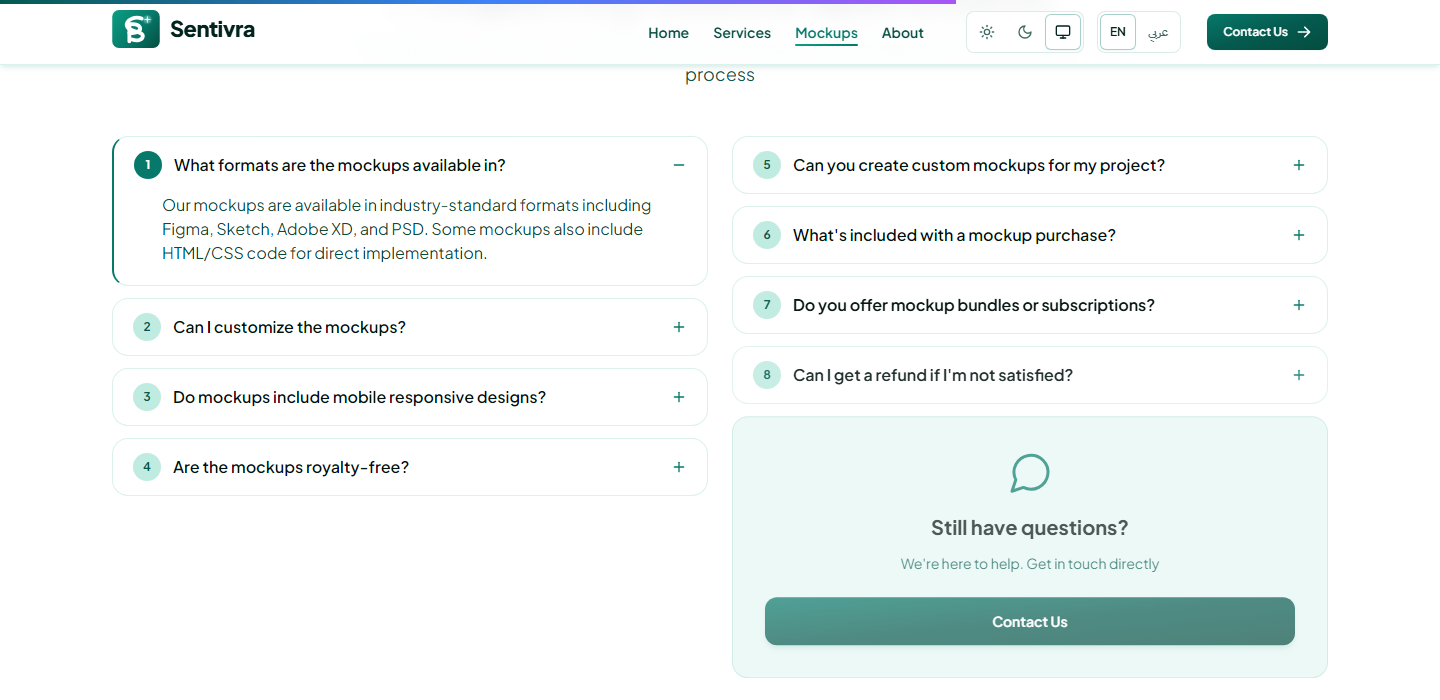 Sentivra
Home
Services
Mockups
About
EN
عربي
Contact Us
process
1
What formats are the mockups available in?
Our mockups are available in industry-standard formats including
Figma, Sketch, Adobe XD, and PSD. Some mockups also include
HTML/CSS code for direct implementation.
2
Can I customize the mockups?
3
Do mockups include mobile responsive designs?
4
Are the mockups royalty-free?
5
Can you create custom mockups for my project?
6
What's included with a mockup purchase?
7
Do you offer mockup bundles or subscriptions?
8
Can I get a refund if I'm not satisfied?
Still have questions?
We're here to help. Get in touch directly
Contact Us